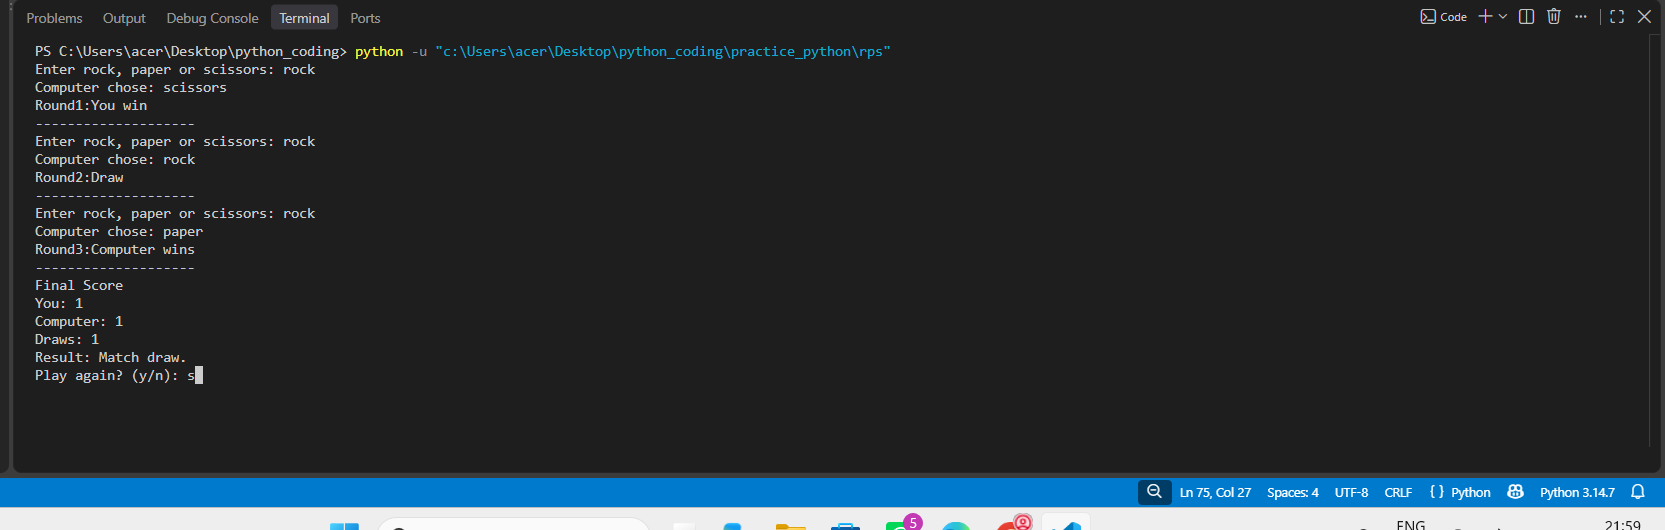 Problems Output Debug Console Terminal Ports Code
PS C:\Users\acer\Desktop\python_coding> python -u "c:\Users\acer\Desktop\python_coding\practice_python\rps"
Enter rock, paper or scissors: rock
Computer chose: scissors
Round1:You win
--------------------
Enter rock, paper or scissors: rock
Computer chose: rock
Round2:Draw
--------------------
Enter rock, paper or scissors: rock
Computer chose: paper
Round3:Computer wins
--------------------
Final Score
You: 1
Computer: 1
Draws: 1
Result: Match draw.
Play again? (y/n): s
Ln 75, Col 27 Spaces: 4 UTF-8 CRLF { } Python Python 3.14.7
5 ENG 21:59